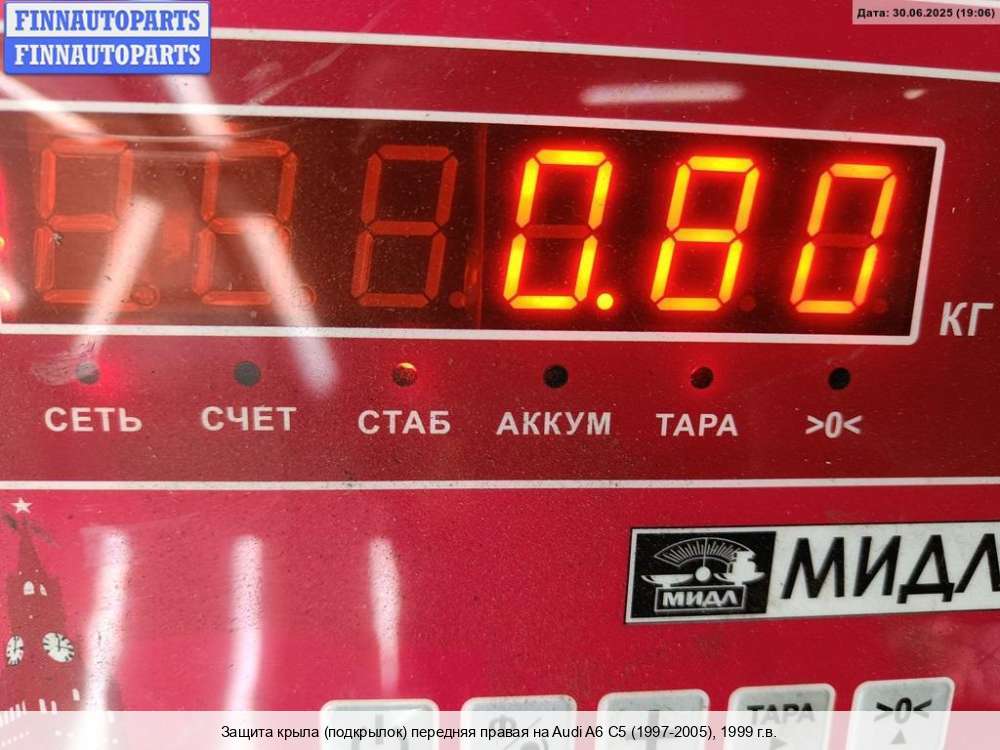 FINNAUTOPARTS
FINNAUTOPARTS
Дата: 30.06.2025 (19:06)
0.80
КГ
СЕТЬ СЧЕТ СТАБ АККУМ ТАРА >0<
МИДЛ МИДЛ
ТАРА >0<
Защита крыла (подкрылок) передняя правая на Audi A6 C5 (1997-2005), 1999 г.в.